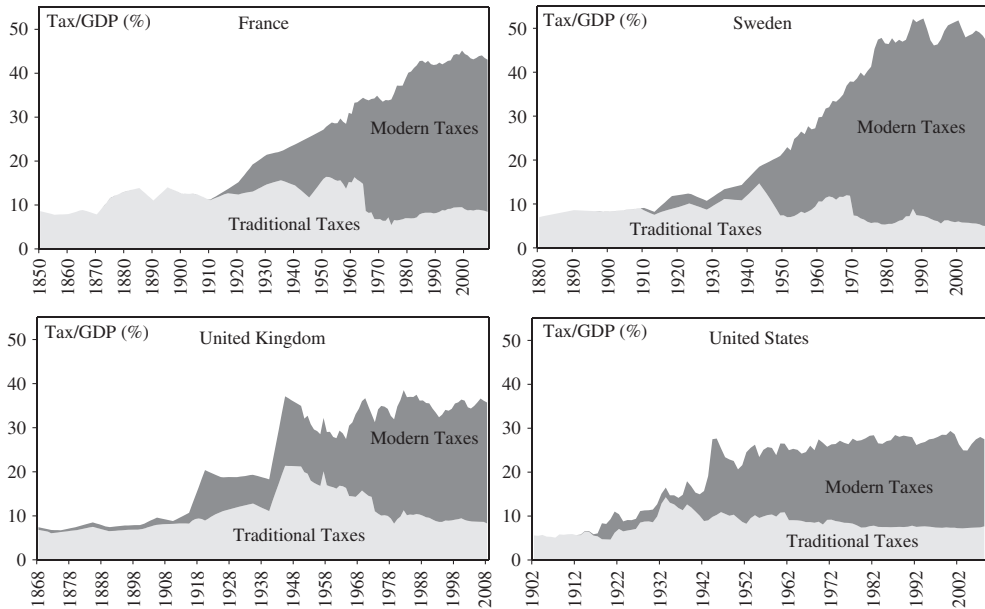 Tax/GDP (%)
France
50
40
30
20
10
0
Modern Taxes
Traditional Taxes
1850 1860 1870 1880 1890 1900 1910 1920 1930 1940 1950 1960 1970 1980 1990 2000
Tax/GDP (%)
Sweden
50
40
30
20
10
0
Modern Taxes
Traditional Taxes
1880 1890 1900 1910 1920 1930 1940 1950 1960 1970 1980 1990 2000
Tax/GDP (%)
United Kingdom
50
40
30
20
10
0
Modern Taxes
Traditional Taxes
1868 1878 1888 1898 1908 1918 1928 1938 1948 1958 1968 1978 1988 1998 2008
Tax/GDP (%)
United States
50
40
30
20
10
0
Modern Taxes
Traditional Taxes
1902 1912 1922 1932 1942 1952 1962 1972 1982 1992 2002